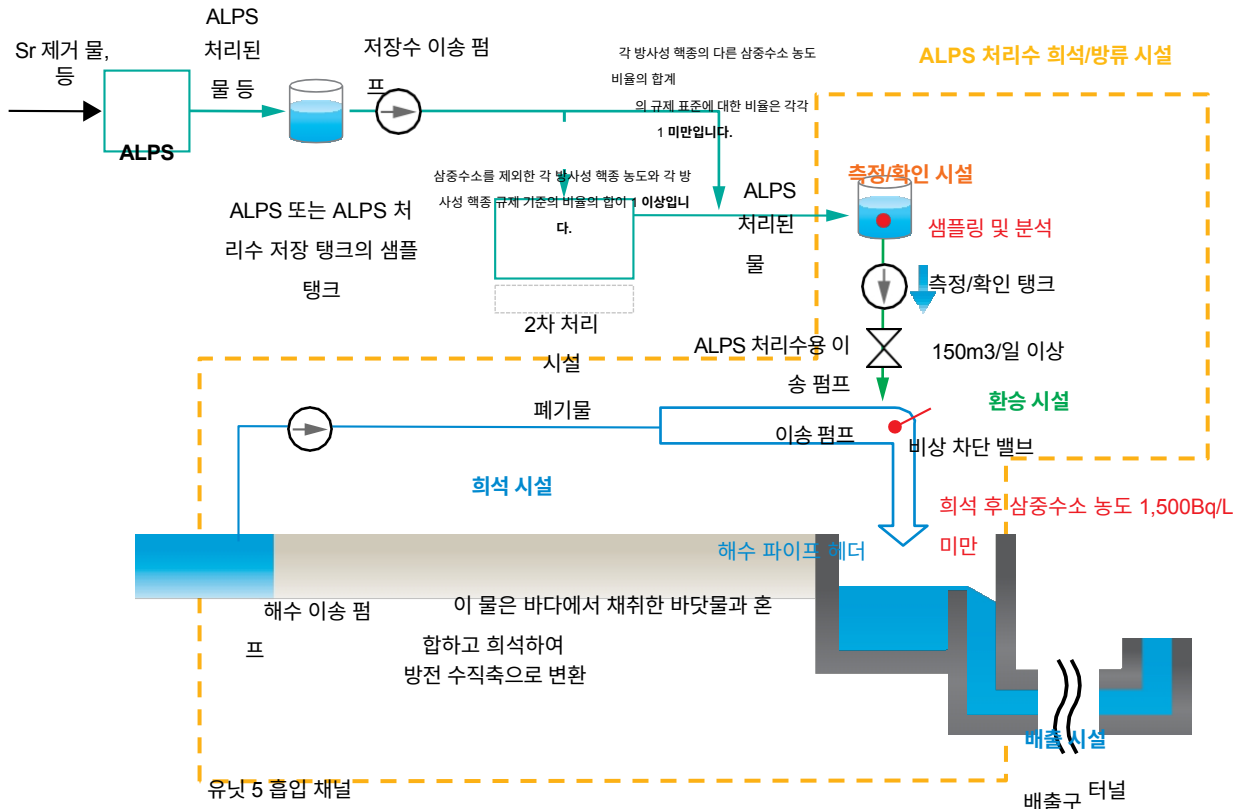 Sr 제거 물,
등
ALPS
ALPS
처리된
물 등
저장수 이송 펌
프
각 방사성 핵종의 다른 삼중수소 농도
비율의 합계
의 규제 표준에 대한 비율은 각각
1 미만입니다.
ALPS 처리수 희석/방류 시설
삼중수소를 제외한 각 방사성 핵종 농도와 각 방
사성 핵종 규제 기준의 비율의 합이 1 이상입니
다.
ALPS 또는 ALPS 처
리수 저장 탱크의 샘플
탱크
2차 처리
시설
ALPS
처리된
물
측정/확인 시설
샘플링 및 분석
측정/확인 탱크
ALPS 처리수용 이
송 펌프
150m3/일 이상
환승 시설
폐기물
이송 펌프
비상 차단 밸브
희석 시설
희석 후 삼중수소 농도 1,500Bq/L
미만
해수 파이프 헤더
해수 이송 펌
프
이 물은 바다에서 채취한 바닷물과 혼
합하고 희석하여
방전 수직축으로 변환
배출 시설
유닛 5 흡입 채널
배출구
터널